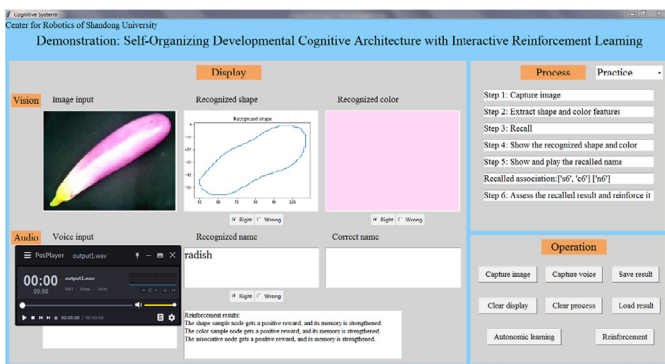 Cognitive System
Center for Robotics of Shandong University
Demonstration: Self-Organizing Developmental Cognitive Architecture with Interactive Reinforcement Learning
Display
Vision
Image input
Recognized shape
Recognized color
Recognized shape
Right
Wrong
Right
Wrong
Audio
Voice input
Recognized name
Correct name
PotPlayer output1.wav
00:00
00:00
output1.wav
radish
Right
Wrong
Reinforcement results:
The shape sample node gets a positive reward, and its memory is strengthened.
The color sample node gets a positive reward, and its memory is strengthened.
The associative node gets a positive reward, and its memory is strengthened.
Process
Practice
Step 1: Capture image
Step 2: Extract shape and color features
Step 3: Recall
Step 4: Show the recognized shape and color
Step 5: Show and play the recalled name
Recalled association:['s6', 'c6'] ['n6']
Step 6: Assess the recalled result and reinforce it
Operation
Capture image
Capture voice
Save result
Clear display
Clear process
Load result
Autonomic learning
Reinforcement